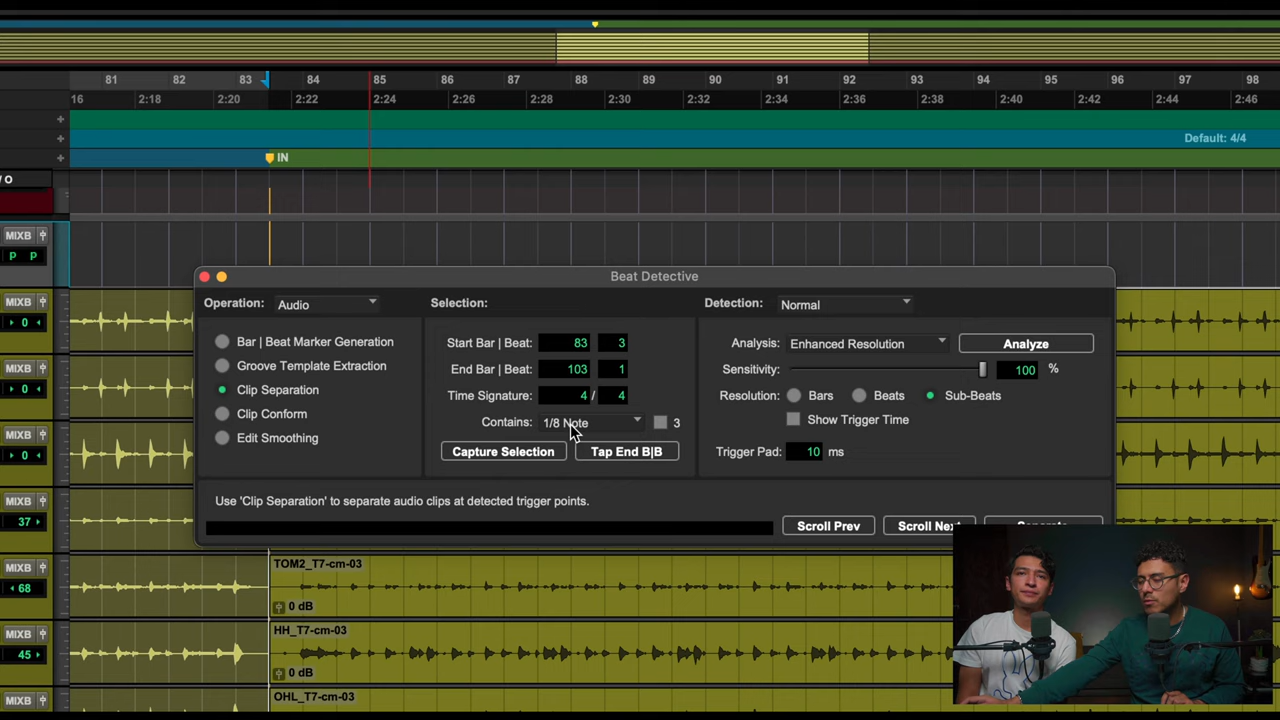 81 82 83 84 85 86 87 88 89 90 91 92 93 94 95 96 97 98
16 2:18 2:20 2:22 2:24 2:26 2:28 2:30 2:32 2:34 2:36 2:38 2:40 2:42 2:44 2:46
Default: 4/4
IN
/ O
MIXB
P P
Beat Detective
Operation: Audio
Selection:
Detection: Normal
Bar | Beat Marker Generation
Groove Template Extraction
Clip Separation
Clip Conform
Edit Smoothing
Start Bar | Beat: 83 3
End Bar | Beat: 103 1
Time Signature: 4 / 4
Contains: 1/8 Note 3
Capture Selection
Tap End B|B
Analysis: Enhanced Resolution
Analyze
Sensitivity: 100 %
Resolution: Bars Beats Sub-Beats
Show Trigger Time
Trigger Pad: 10 ms
Use 'Clip Separation' to separate audio clips at detected trigger points.
Scroll Prev
Scroll Next
Separate
MIXB
0
MIXB
0
MIXB
0
MIXB
37
MIXB
68
TOM2_T7-cm-03
0 dB
MIXB
45
HH_T7-cm-03
0 dB
MIXB
OHL_T7-cm-03